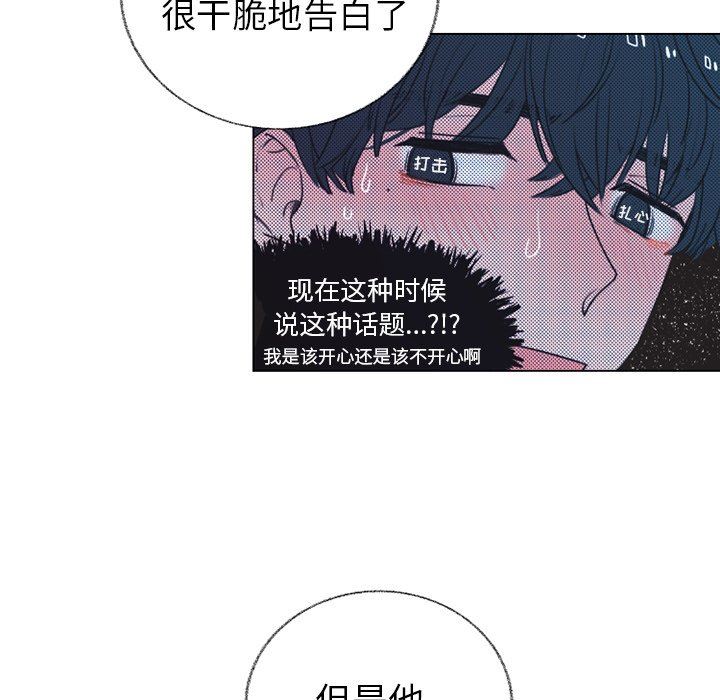 很干脆地告白了
打击
扎心
现在这种时候
说这种话题...?!?
我是该开心还是该不开心啊
但是他